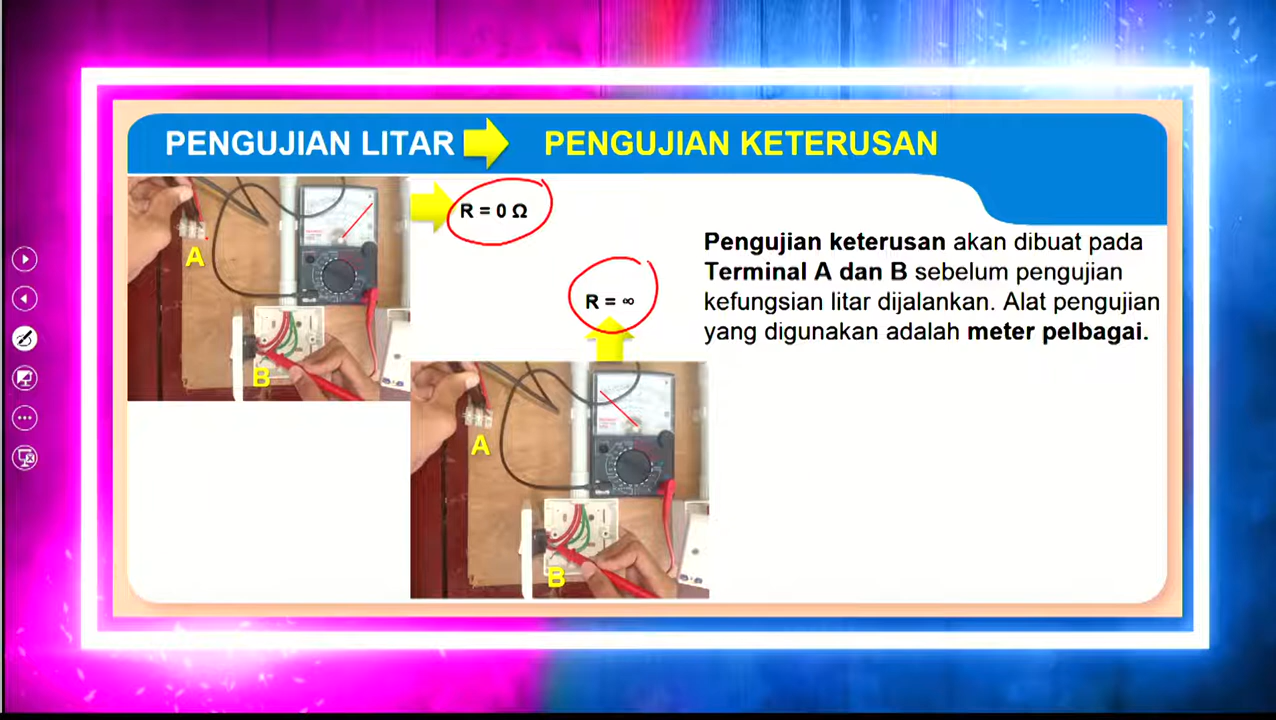 PENGUJIAN LITAR PENGUJIAN KETERUSAN
R = 0 Ω
A
B
R = ∞
A
B
Pengujian keterusan akan dibuat pada
Terminal A dan B sebelum pengujian
kefungsian litar dijalankan. Alat pengujian
yang digunakan adalah meter pelbagai.